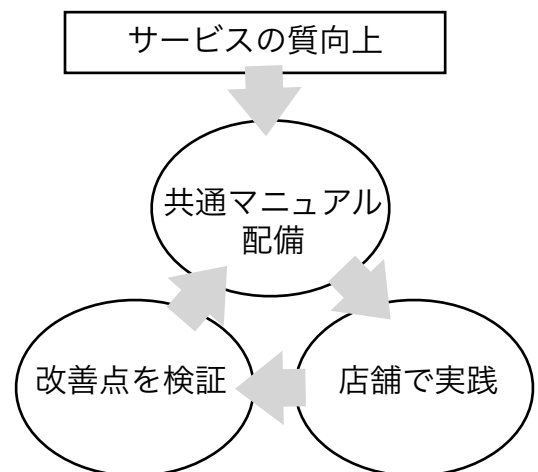 サービスの質向上
共通マニュアル
配備
改善点を検証
店舗で実践